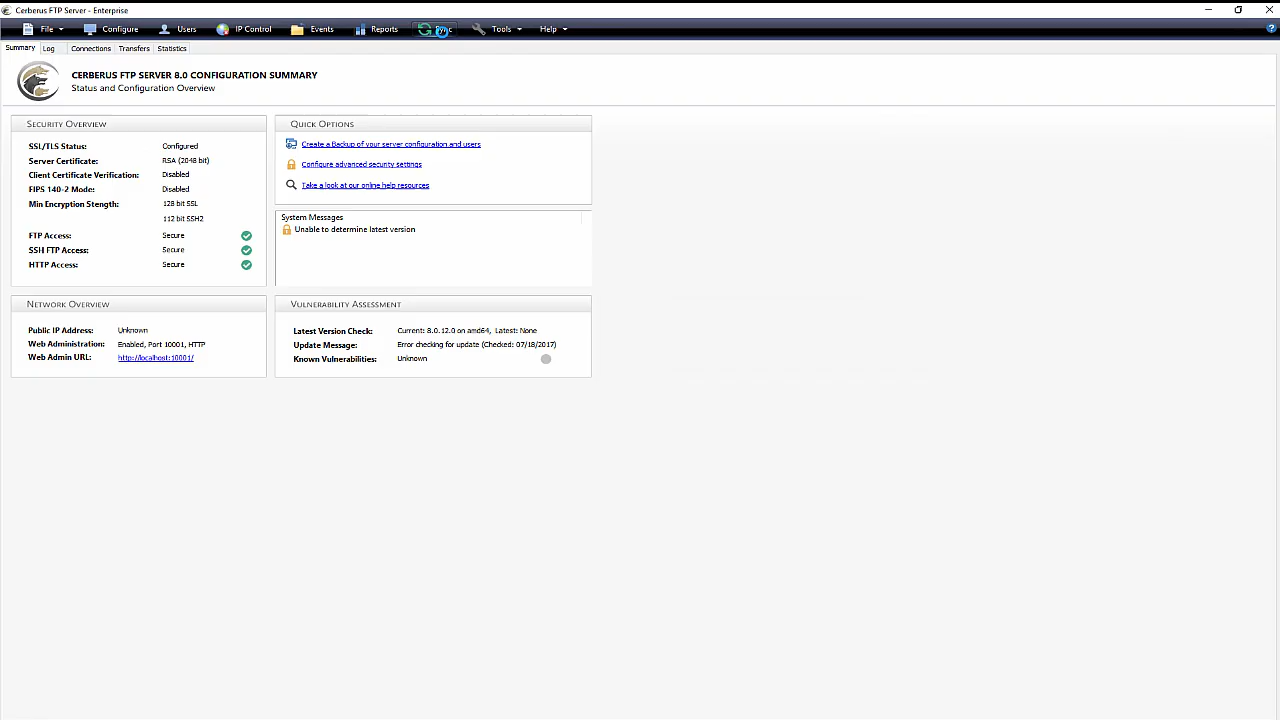 Cerberus FTP Server - Enterprise
File Configure Users IP Control Events Reports Sync Tools Help
Summary Log Connections Transfers Statistics
CERBERUS FTP SERVER 8.0 CONFIGURATION SUMMARY
Status and Configuration Overview
SECURITY OVERVIEW
SSL/TLS Status: Configured
Server Certificate: RSA (2048 bit)
Client Certificate Verification: Disabled
FIPS 140-2 Mode: Disabled
Min Encryption Stength: 128 bit SSL
112 bit SSH2
FTP Access: Secure
SSH FTP Access: Secure
HTTP Access: Secure
QUICK OPTIONS
Create a Backup of your server configuration and users
Configure advanced security settings
Take a look at our online help resources
System Messages
Unable to determine latest version
NETWORK OVERVIEW
Public IP Address: Unknown
Web Administration: Enabled, Port 10001, HTTP
Web Admin URL: http://localhost:10001/
VULNERABILITY ASSESSMENT
Latest Version Check: Current: 8.0.12.0 on amd64, Latest: None
Update Message: Error checking for update (Checked: 07/18/2017)
Known Vulnerabilities: Unknown